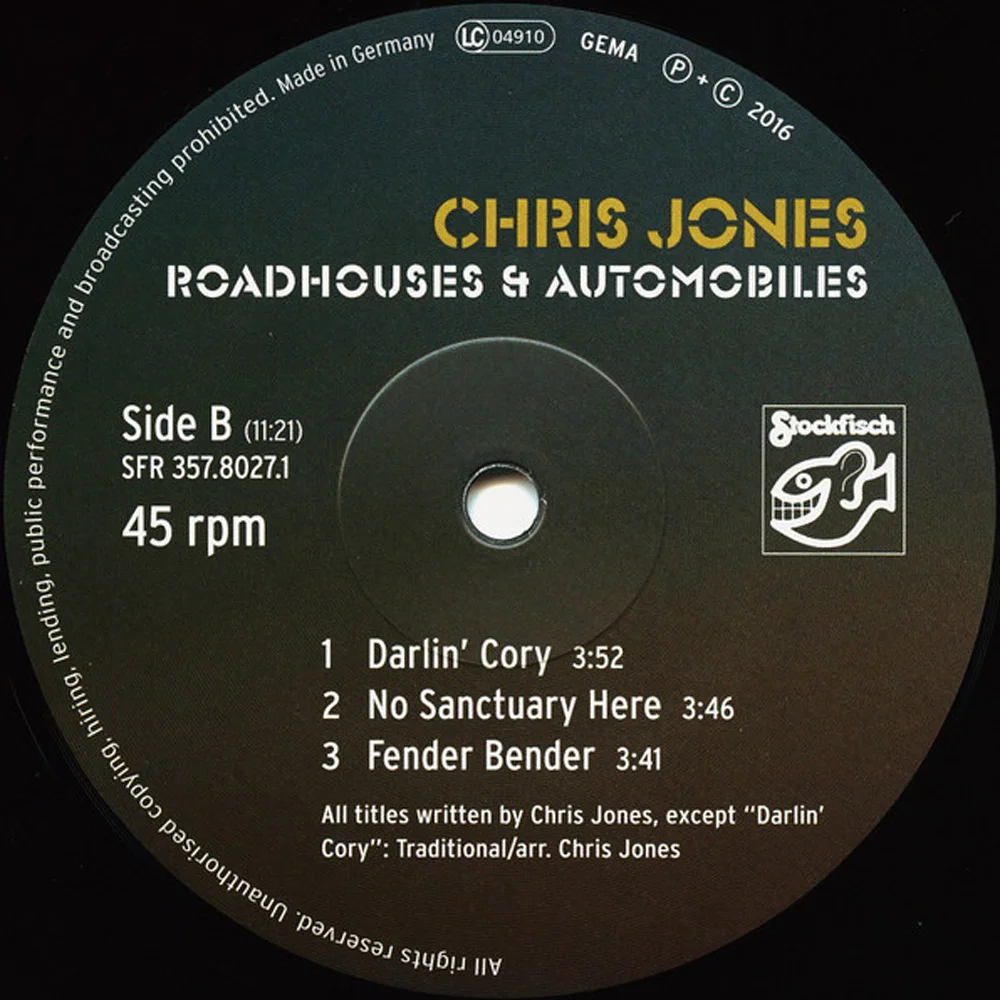 All rights reserved. Unauthorised copying, hiring, lending, public performance and broadcasting prohibited. Made in Germany LC 04910 GEMA P + C 2016
CHRIS JONES
ROADHOUSES & AUTOMOBILES
Side B (11:21)
SFR 357.8027.1
45 rpm
Stockfisch
1 Darlin' Cory 3:52
2 No Sanctuary Here 3:46
3 Fender Bender 3:41
All titles written by Chris Jones, except "Darlin'
Cory": Traditional/arr. Chris Jones